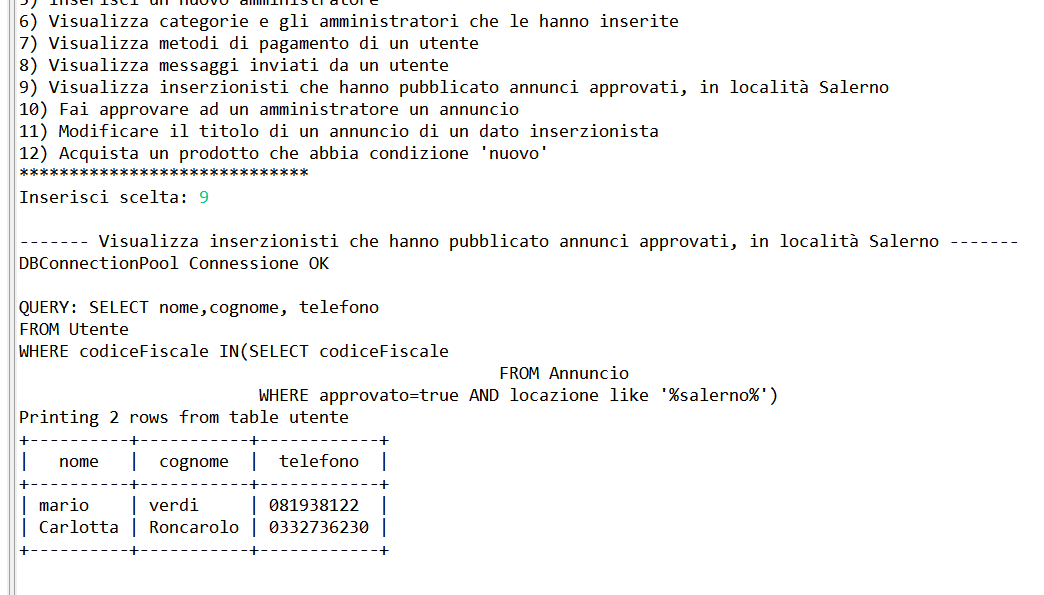 5) Inserisci un nuovo amministratore
6) Visualizza categorie e gli amministratori che le hanno inserite
7) Visualizza metodi di pagamento di un utente
8) Visualizza messaggi inviati da un utente
9) Visualizza inserzionisti che hanno pubblicato annunci approvati, in località Salerno
10) Fai approvare ad un amministratore un annuncio
11) Modificare il titolo di un annuncio di un dato inserzionista
12) Acquista un prodotto che abbia condizione 'nuovo'
*****************************
Inserisci scelta: 9
------- Visualizza inserzionisti che hanno pubblicato annunci approvati, in località Salerno -------
DBConnectionPool Connessione OK
QUERY: SELECT nome,cognome, telefono
FROM Utente
WHERE codiceFiscale IN(SELECT codiceFiscale
FROM Annuncio
WHERE approvato=true AND locazione like '%salerno%')
Printing 2 rows from table utente
+----------+-----------+------------+
|   nome   |  cognome  |  telefono  |
+----------+-----------+------------+
| mario    | verdi     | 081938122  |
| Carlotta | Roncarolo | 0332736230 |
+----------+-----------+------------+